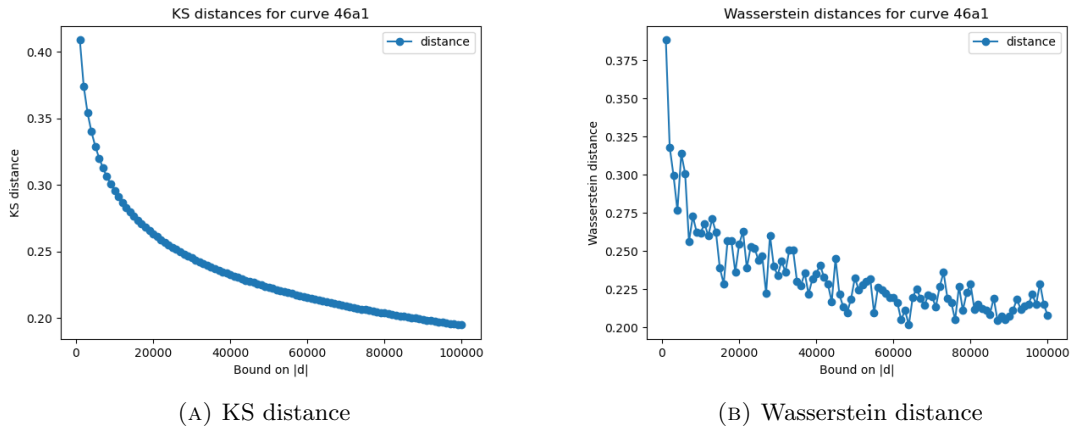 KS distances for curve 46a1
distance
0.40
0.35
0.30
0.25
0.20
KS distance
0 20000 40000 60000 80000 100000
Bound on |d|
(A) KS distance
Wasserstein distances for curve 46a1
distance
0.375
0.350
0.325
0.300
0.275
0.250
0.225
0.200
Wasserstein distance
0 20000 40000 60000 80000 100000
Bound on |d|
(B) Wasserstein distance